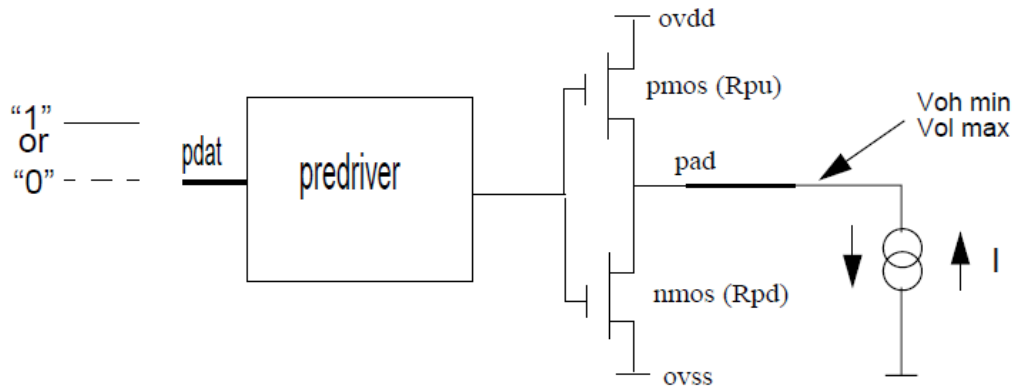 ovdd
“1”
or
“0”
pdat
predriver
pmos (Rpu)
Voh min
Vol max
pad
nmos (Rpd)
I
ovss